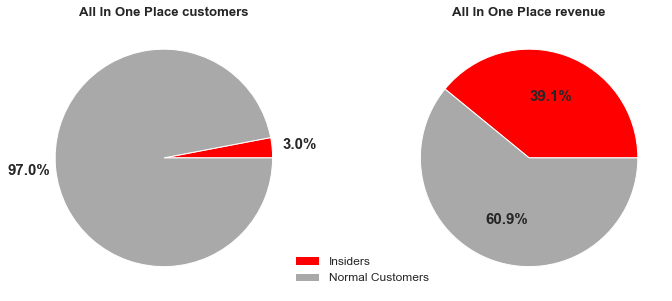 All In One Place customers
3.0%
97.0%
All In One Place revenue
39.1%
60.9%
Insiders
Normal Customers